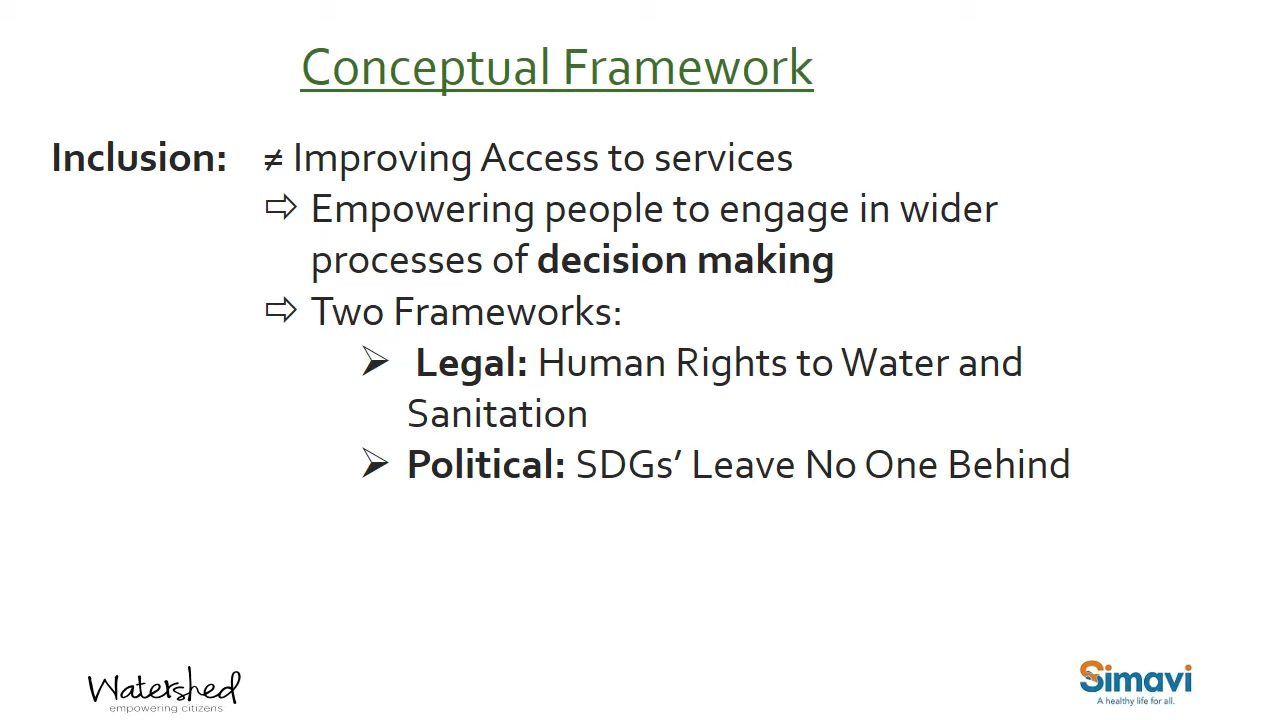 Conceptual Framework
Inclusion: ≠ Improving Access to services
⇨ Empowering people to engage in wider
processes of decision making
⇨ Two Frameworks:
➢ Legal: Human Rights to Water and
Sanitation
➢ Political: SDGs’ Leave No One Behind
Watershed
empowering citizens
Simavi
A healthy life for all.